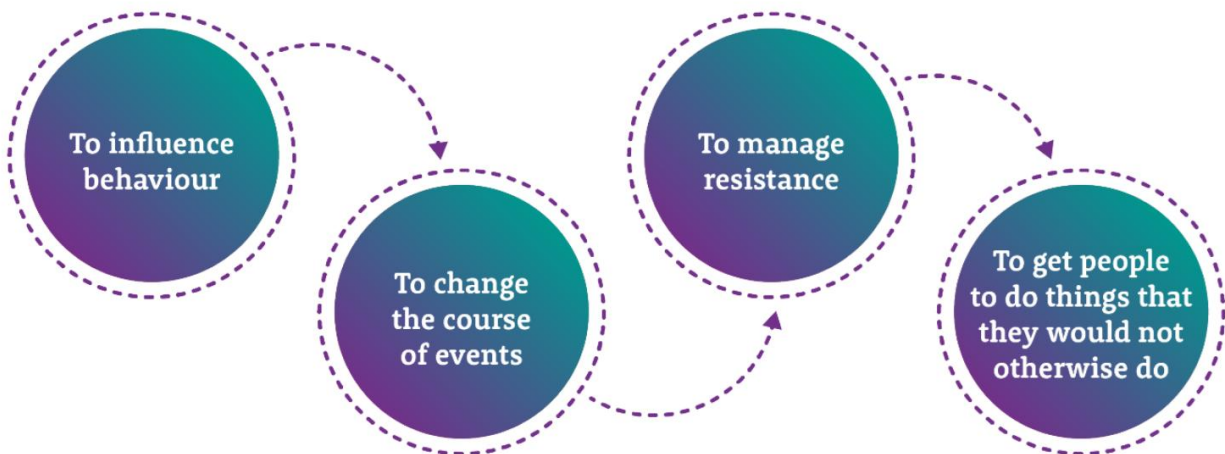 To influence
behaviour
To change
the course
of events
To manage
resistance
To get people
to do things that
they would not
otherwise do